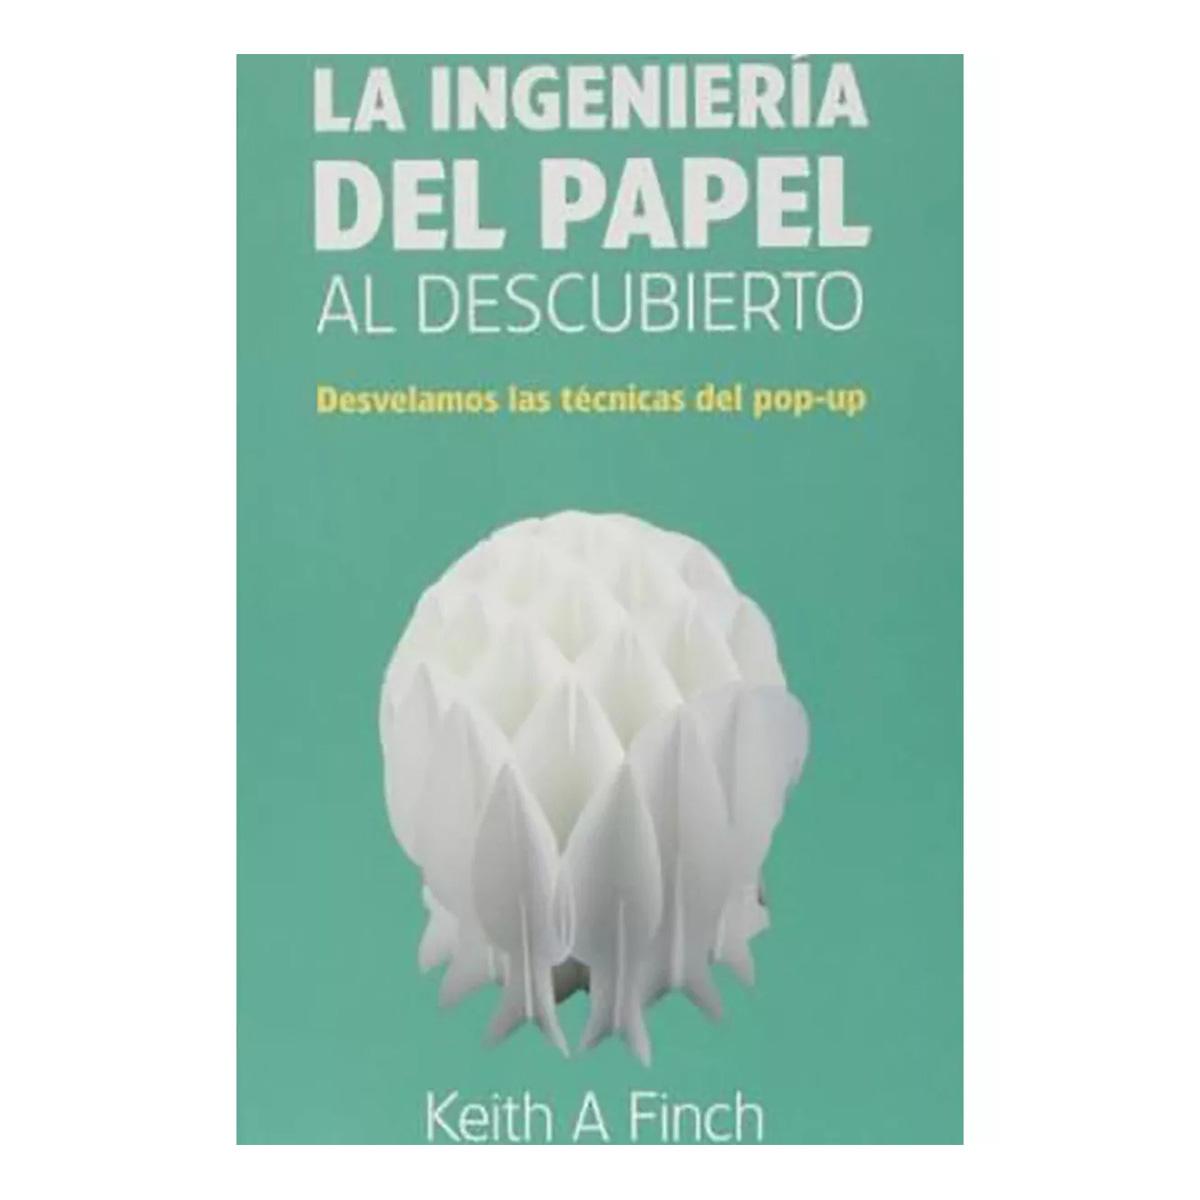 LA INGENIERÍA
DEL PAPEL
AL DESCUBIERTO
Desvelamos las técnicas del pop-up
Keith A Finch